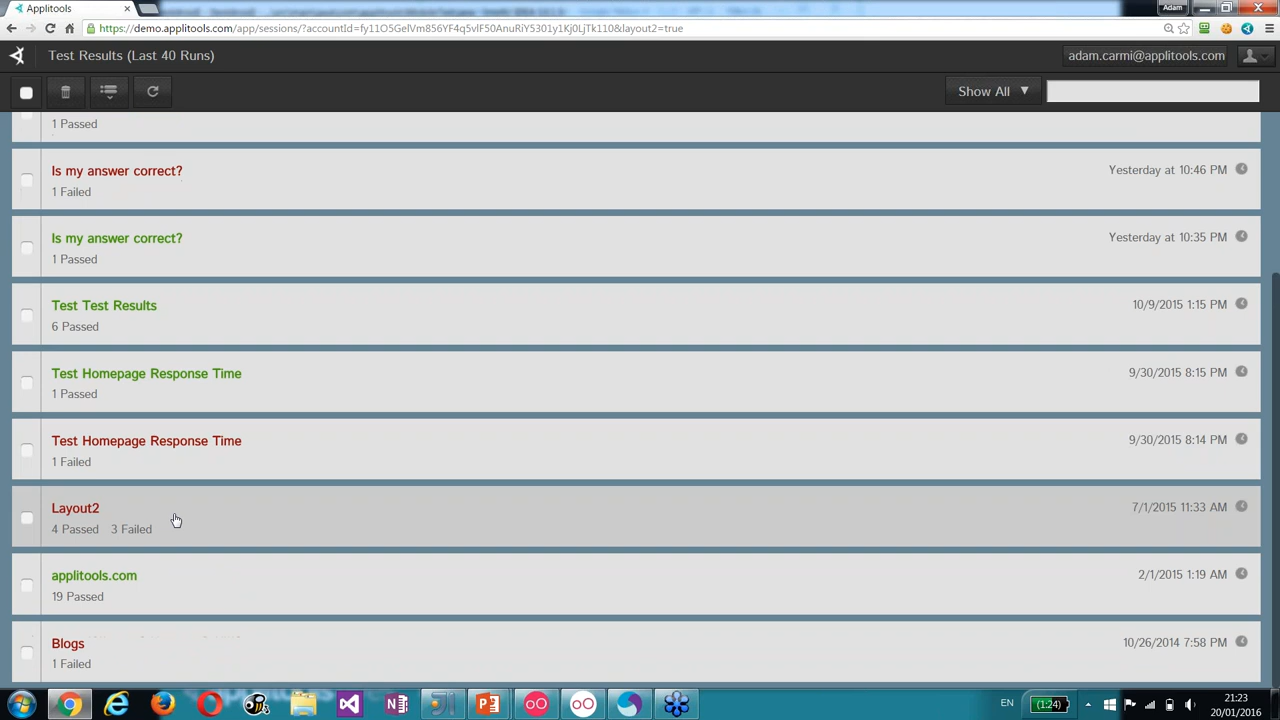 Applitools
Adam
https://demo.applitools.com/app/sessions/?accountId=fy11O5GelVm856YF4q5vlF50AnuRiY5301y1Kj0LjTk110&layout2=true
Test Results (Last 40 Runs)
adam.carmi@applitools.com
Show All
1 Passed
Is my answer correct?
Yesterday at 10:46 PM
1 Failed
Is my answer correct?
Yesterday at 10:35 PM
1 Passed
Test Test Results
10/9/2015 1:15 PM
6 Passed
Test Homepage Response Time
9/30/2015 8:15 PM
1 Passed
Test Homepage Response Time
9/30/2015 8:14 PM
1 Failed
Layout2
7/1/2015 11:33 AM
4 Passed 3 Failed
applitools.com
2/1/2015 1:19 AM
19 Passed
Blogs
10/26/2014 7:58 PM
1 Failed
EN
(1:24)
21:23
20/01/2016